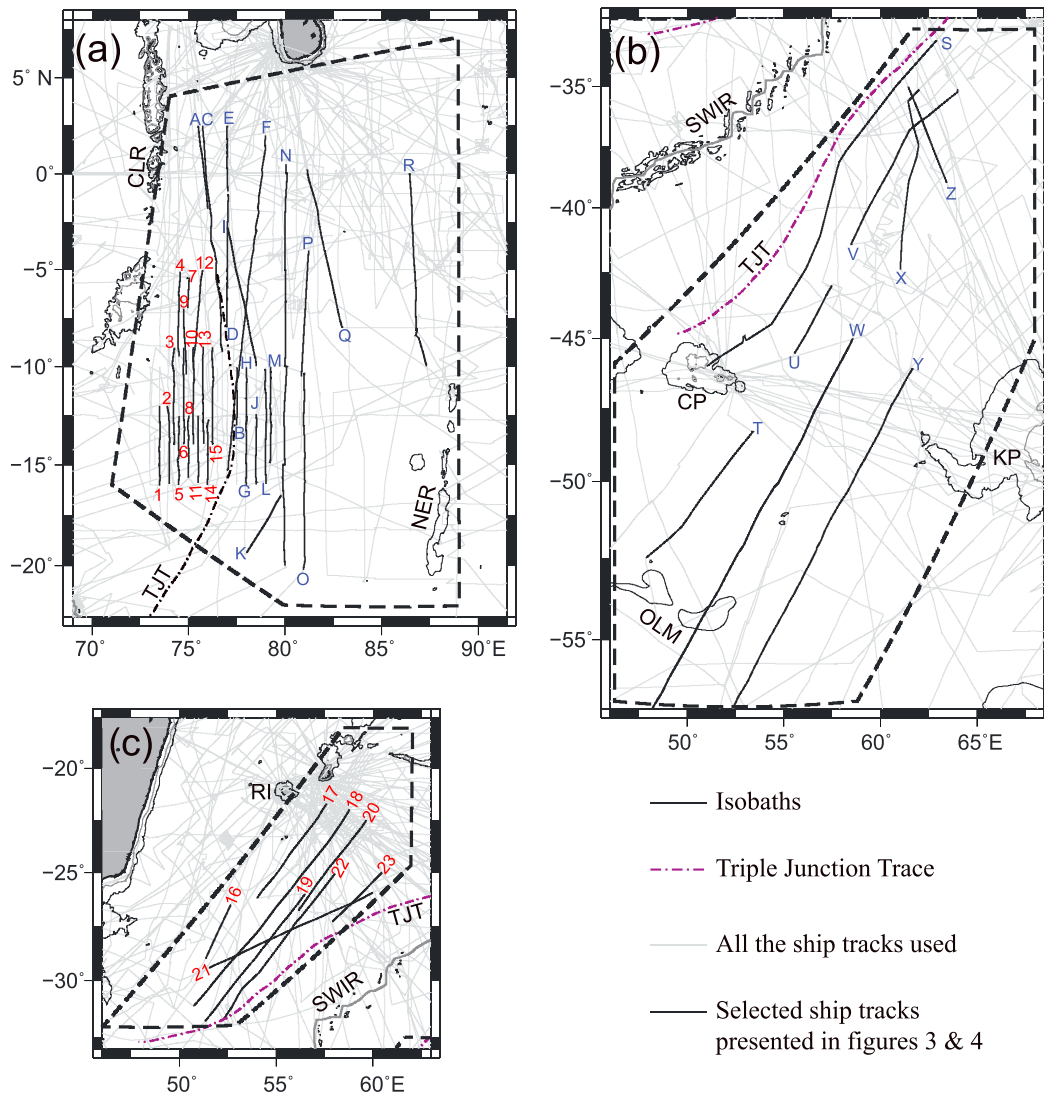 (a)
5° N
0°
−5°
−10°
−15°
−20°
70°
75°
80°
85°
90°E
CLR
A C E F
N
R
I
P
4 12
7
9
3 10 13 D
Q
H M
2
8 J
B
6 15
1 5 11 14 G L
K
O
TJT
NER
(b)
−35°
−40°
−45°
−50°
−55°
50°
55°
60°
65°E
S
SWIR
Z
TJT
V
X
W
U
Y
CP
T
KP
OLM
(c)
−20°
−25°
−30°
50°
55°
60°E
RI
17
18
20
23
22
19
16
21
TJT
SWIR
Isobaths
Triple Junction Trace
All the ship tracks used
Selected ship tracks
presented in figures 3 & 4